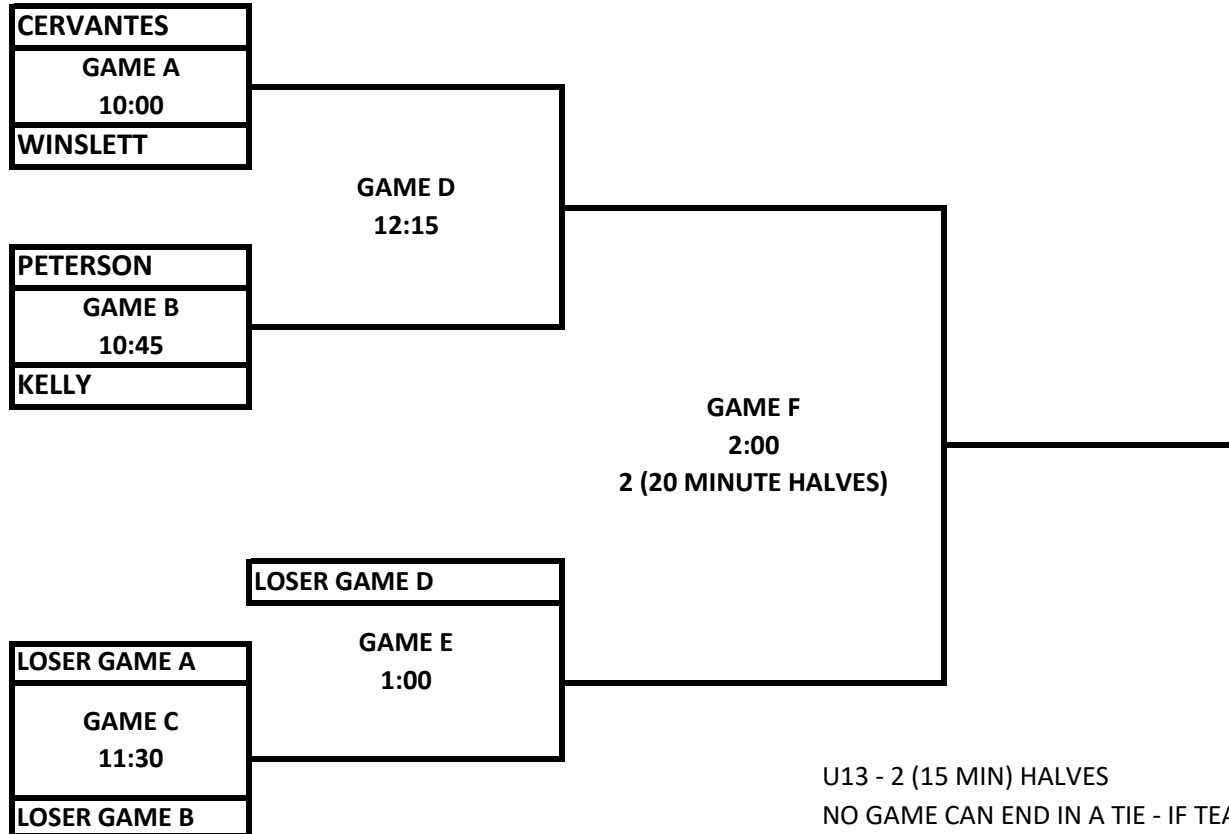 CERVANTES
GAME A
10:00
WINSLETT
GAME D
12:15
PETERSON
GAME B
10:45
KELLY
GAME F
2:00
2 (20 MINUTE HALVES)
LOSER GAME D
GAME E
1:00
LOSER GAME A
GAME C
11:30
LOSER GAME B
U13 - 2 (15 MIN) HALVES
NO GAME CAN END IN A TIE - IF